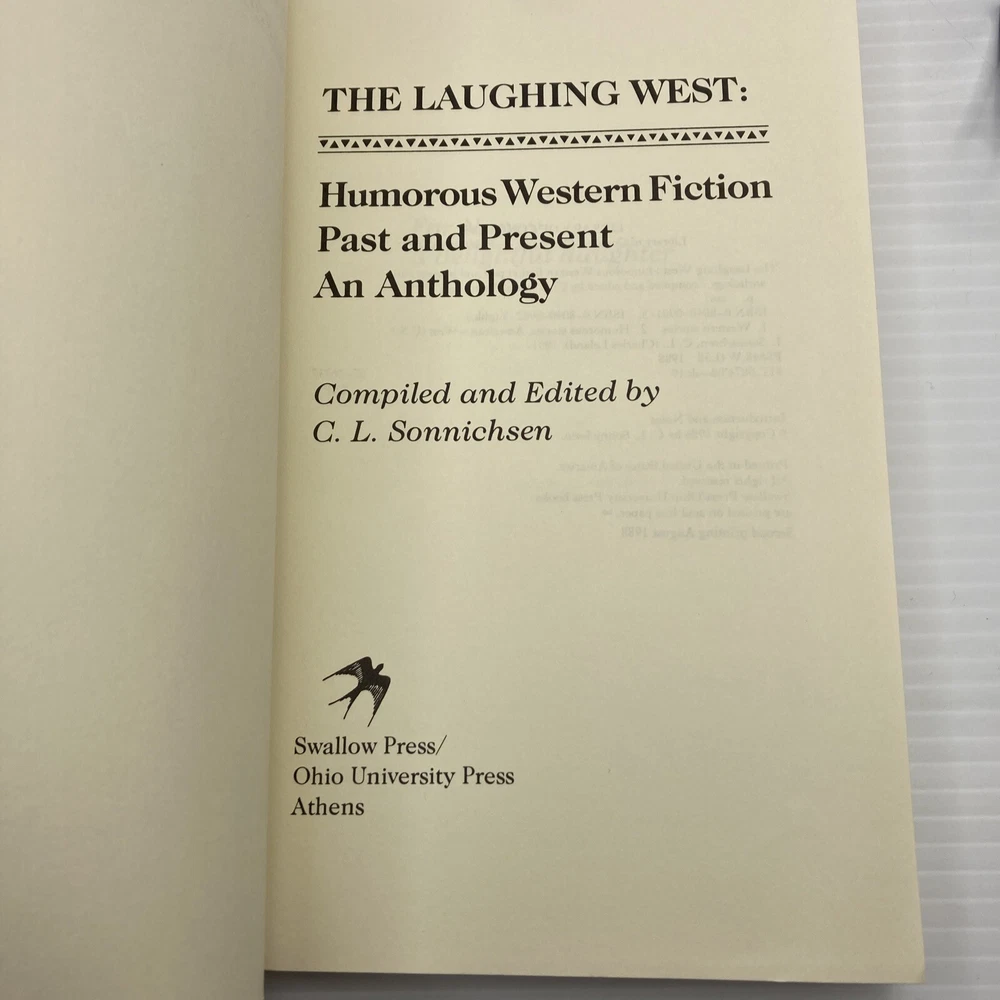 THE LAUGHING WEST:
Humorous Western Fiction
Past and Present
An Anthology
Compiled and Edited by
C. L. Sonnichsen
Swallow Press/
Ohio University Press
Athens